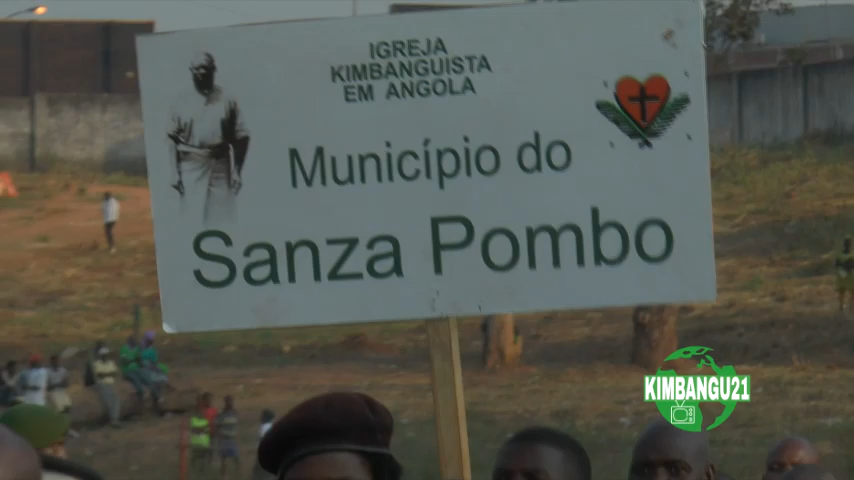 IGREJA
KIMBANGUISTA
EM ANGOLA
Município do
Sanza Pombo
KIMBANGU21